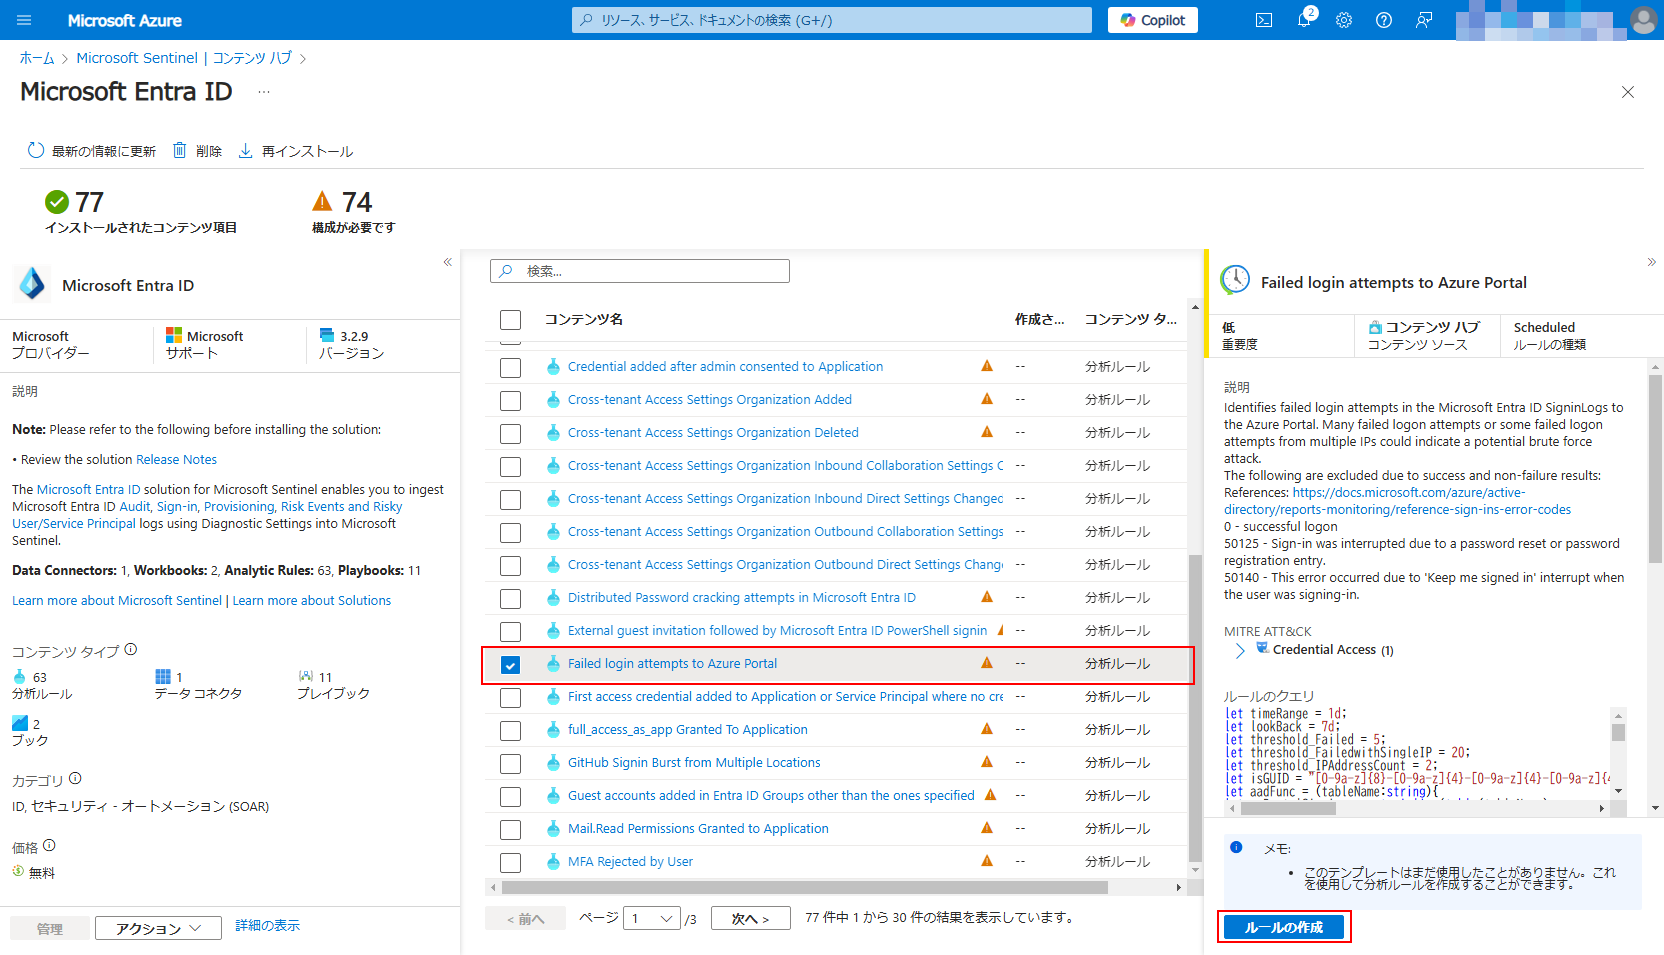 Microsoft Azure
リソース、サービス、ドキュメントの検索 (G+/)
Copilot
2
ホーム > Microsoft Sentinel | コンテンツ ハブ >
Microsoft Entra ID ...
最新の情報に更新 削除 再インストール
77
インストールされたコンテンツ項目
74
構成が必要です
Microsoft Entra ID
Microsoft
プロバイダー
Microsoft
サポート
3.2.9
バージョン
説明
Note: Please refer to the following before installing the solution:
• Review the solution Release Notes
The Microsoft Entra ID solution for Microsoft Sentinel enables you to ingest
Microsoft Entra ID Audit, Sign-in, Provisioning, Risk Events and Risky
User/Service Principal logs using Diagnostic Settings into Microsoft
Sentinel.
Data Connectors: 1, Workbooks: 2, Analytic Rules: 63, Playbooks: 11
Learn more about Microsoft Sentinel | Learn more about Solutions
コンテンツ タイプ
63
分析ルール
1
データ コネクタ
11
プレイブック
2
ブック
カテゴリ
ID, セキュリティ - オートメーション (SOAR)
価格
無料
管理
アクション
詳細の表示
検索...
コンテンツ名 作成さ... コンテンツ タ...
Credential added after admin consented to Application -- 分析ルール
Cross-tenant Access Settings Organization Added -- 分析ルール
Cross-tenant Access Settings Organization Deleted -- 分析ルール
Cross-tenant Access Settings Organization Inbound Collaboration Settings C -- 分析ルール
Cross-tenant Access Settings Organization Inbound Direct Settings Changed -- 分析ルール
Cross-tenant Access Settings Organization Outbound Collaboration Settings -- 分析ルール
Cross-tenant Access Settings Organization Outbound Direct Settings Change -- 分析ルール
Distributed Password cracking attempts in Microsoft Entra ID -- 分析ルール
External guest invitation followed by Microsoft Entra ID PowerShell signin -- 分析ルール
Failed login attempts to Azure Portal -- 分析ルール
First access credential added to Application or Service Principal where no cre -- 分析ルール
full_access_as_app Granted To Application -- 分析ルール
GitHub Signin Burst from Multiple Locations -- 分析ルール
Guest accounts added in Entra ID Groups other than the ones specified -- 分析ルール
Mail.Read Permissions Granted to Application -- 分析ルール
MFA Rejected by User -- 分析ルール
< 前へ ページ 1 /3 次へ > 77 件中 1 から 30 件の結果を表示しています。
Failed login attempts to Azure Portal
低
重要度
コンテンツ ハブ
コンテンツ ソース
Scheduled
ルールの種類
説明
Identifies failed login attempts in the Microsoft Entra ID SigninLogs to
the Azure Portal. Many failed logon attempts or some failed logon
attempts from multiple IPs could indicate a potential brute force
attack.
The following are excluded due to success and non-failure results:
References: https://docs.microsoft.com/azure/active-
directory/reports-monitoring/reference-sign-ins-error-codes
0 - successful logon
50125 - Sign-in was interrupted due to a password reset or password
registration entry.
50140 - This error occurred due to 'Keep me signed in' interrupt when
the user was signing-in.
MITRE ATT&CK
Credential Access (1)
ルールのクエリ
let timeRange = 1d;
let lookBack = 7d;
let threshold_Failed = 5;
let threshold_FailedwithSingleIP = 20;
let threshold_IPAddressCount = 2;
let isGUID = "[0-9a-z]{8}-[0-9a-z]{4}-[0-9a-z]{4}-[0-9a-z]{4
let aadFunc = (tableName:string){
メモ:
• このテンプレートはまだ使用したことがありません。これ
を使用して分析ルールを作成することができます。
ルールの作成